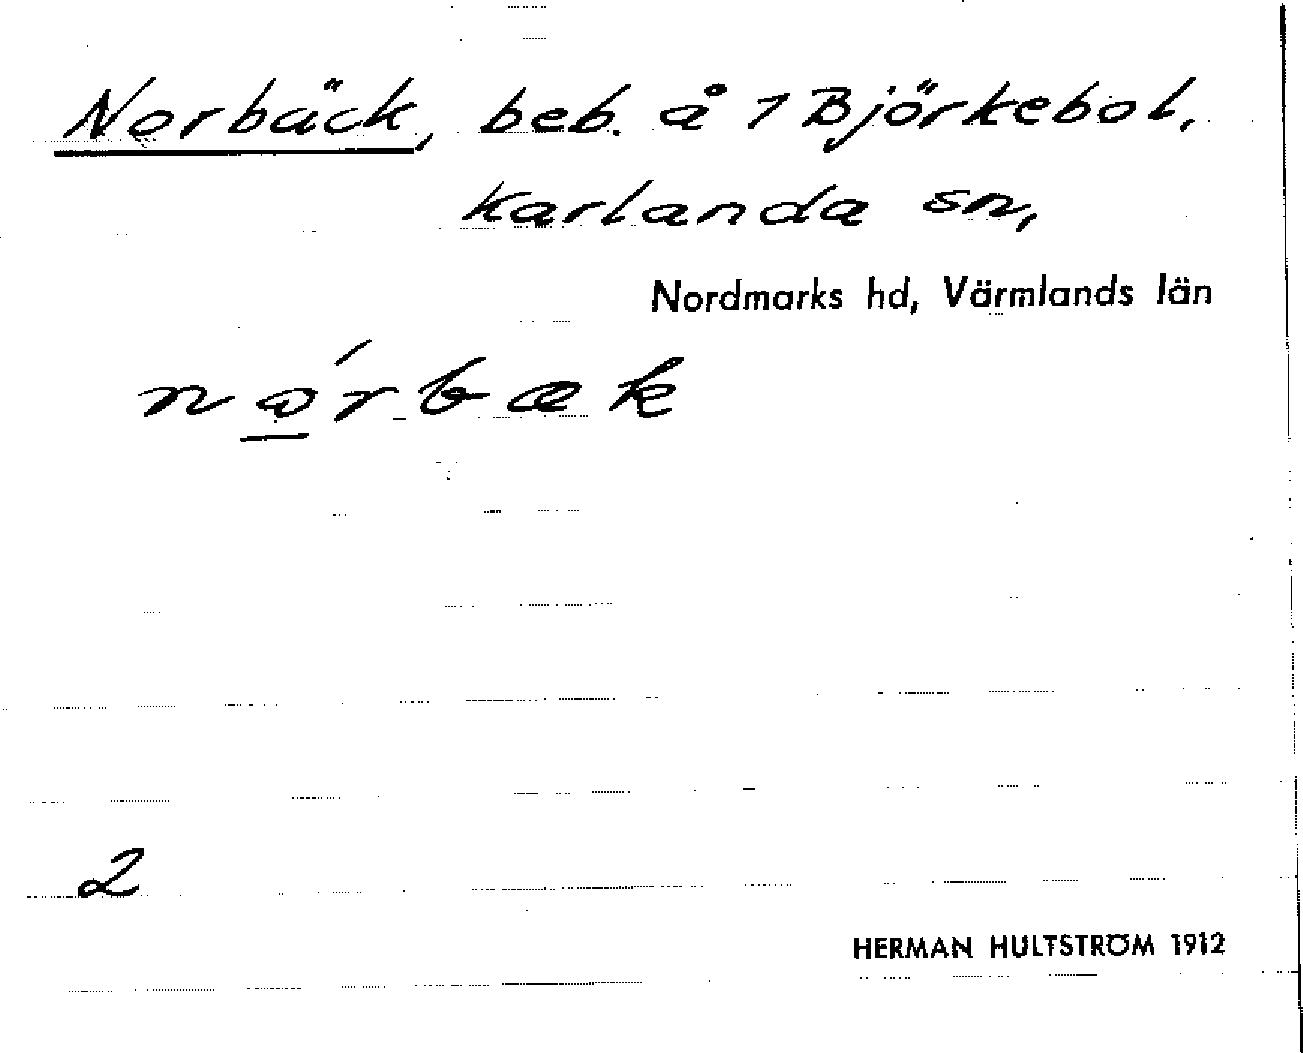 Norbäck, beb. å 1 Björkebol,
Karlanda sn,
Nordmarks hd, Värmlands län
nǫ́rbæk
2
HERMAN HULTSTRÖM 1912